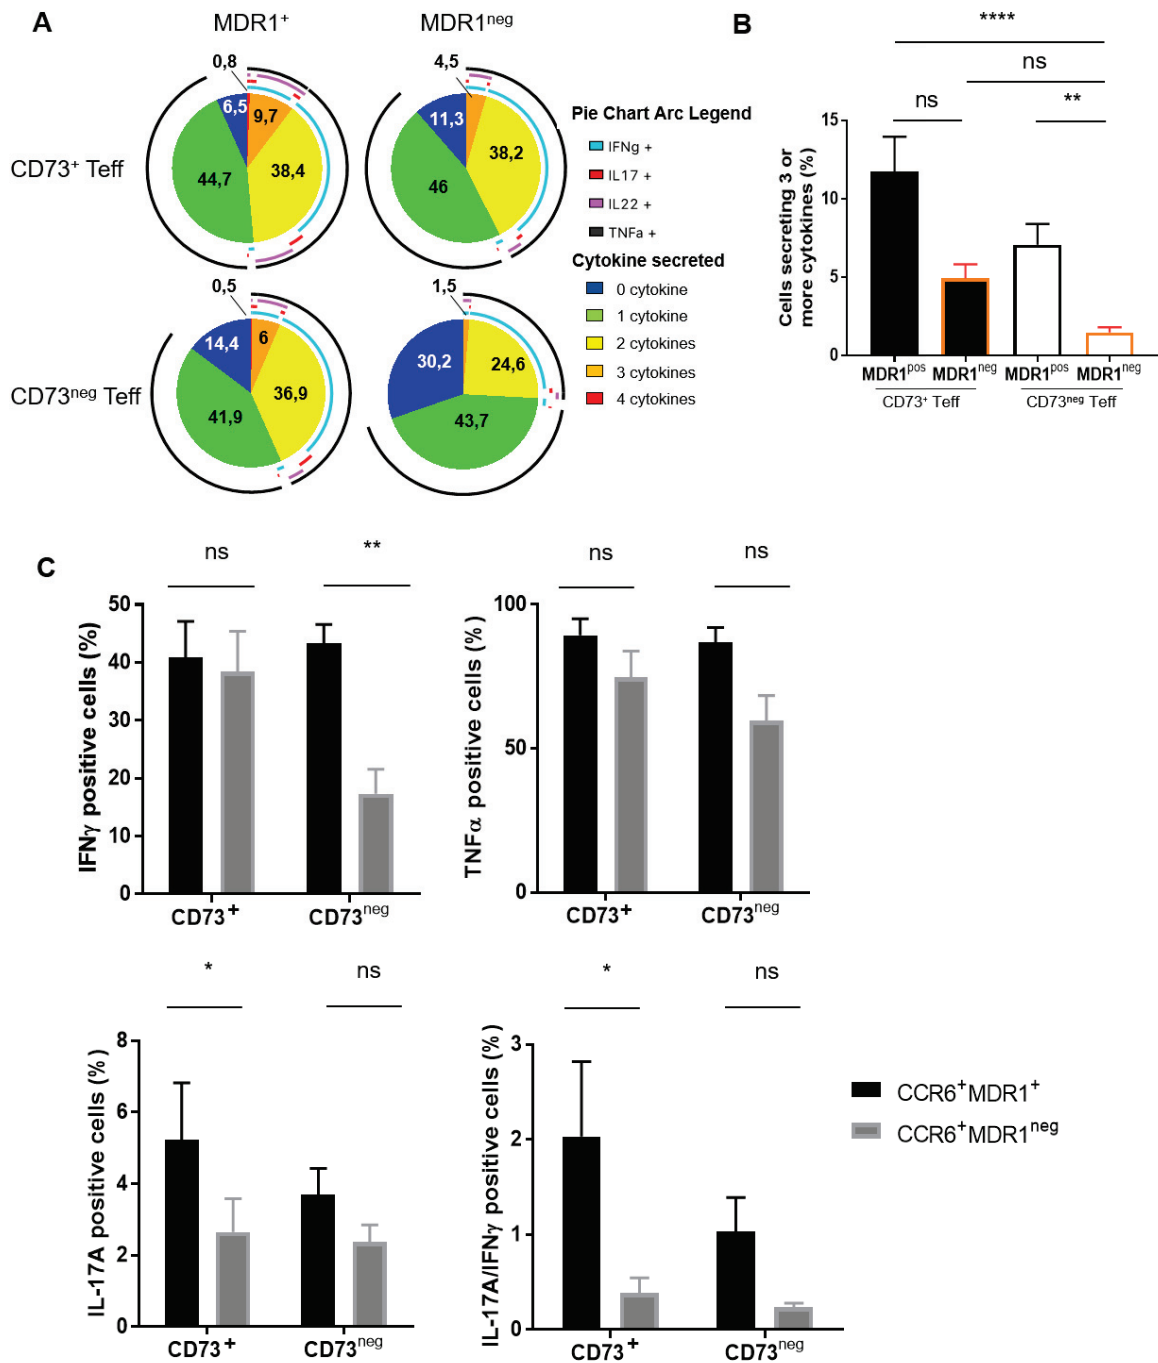 A
MDR1⁺
MDR1ⁿᵉᵍ
CD73⁺ Teff
0,8
6,5
9,7
38,4
44,7
4,5
11,3
38,2
46
CD73ⁿᵉᵍ Teff
0,5
14,4
6
36,9
41,9
1,5
30,2
24,6
43,7
Pie Chart Arc Legend
IFNg +
IL17 +
IL22 +
TNFa +
Cytokine secreted
0 cytokine
1 cytokine
2 cytokines
3 cytokines
4 cytokines
B
****
ns
ns
**
Cells secreting 3 or
more cytokines (%)
15
10
5
0
MDR1ᵖᵒˢ MDR1ⁿᵉᵍ MDR1ᵖᵒˢ MDR1ⁿᵉᵍ
CD73⁺ Teff
CD73ⁿᵉᵍ Teff
C
ns
**
IFNγ positive cells (%)
50
40
30
20
10
0
CD73⁺
CD73ⁿᵉᵍ
ns
ns
TNFα positive cells (%)
100
50
0
CD73⁺
CD73ⁿᵉᵍ
*
ns
IL-17A positive cells (%)
8
6
4
2
0
CD73⁺
CD73ⁿᵉᵍ
*
ns
IL-17A/IFNγ positive cells (%)
3
2
1
0
CD73⁺
CD73ⁿᵉᵍ
CCR6⁺MDR1⁺
CCR6⁺MDR1ⁿᵉᵍ